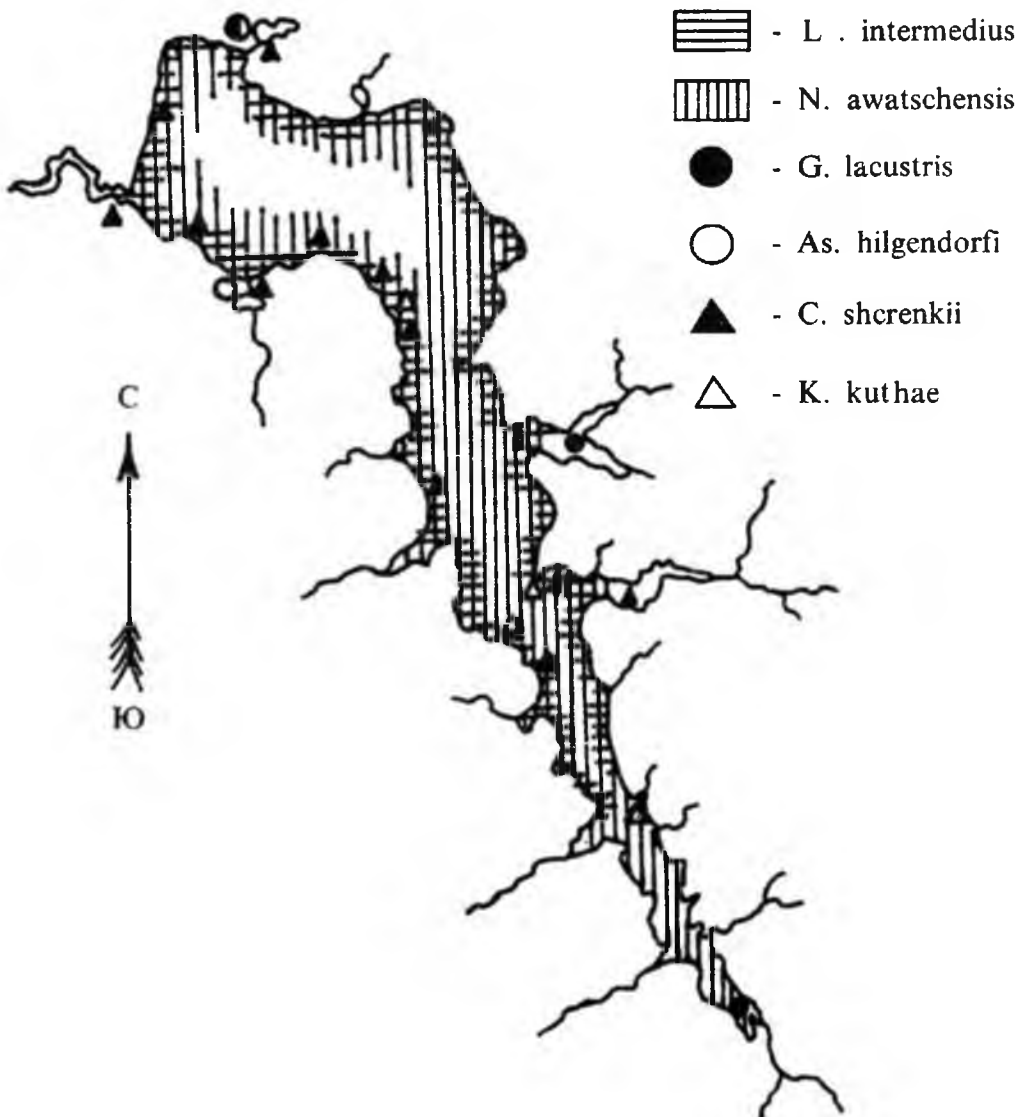 - L . intermedius
- N. awatschensis
- G. lacustris
- As. hilgendorfi
- C. shcrenkii
- K. kuthae
С
Ю